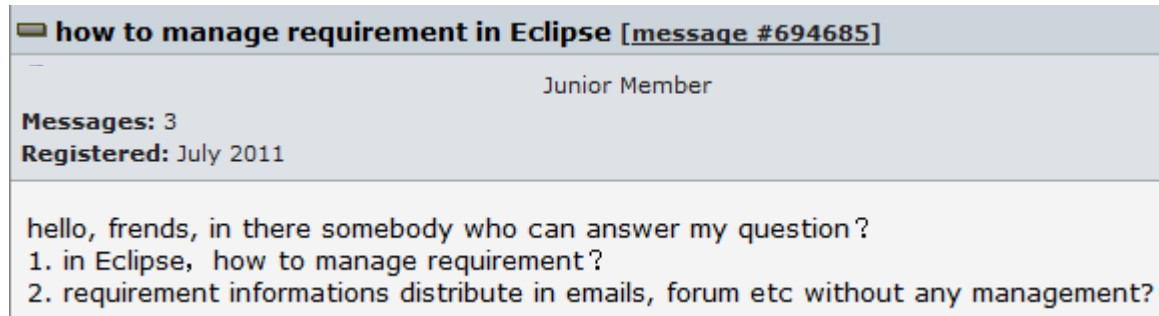 how to manage requirement in Eclipse [message #694685]
Junior Member
Messages: 3
Registered: July 2011
hello, frends, in there somebody who can answer my question？
1. in Eclipse，how to manage requirement？
2. requirement informations distribute in emails, forum etc without any management?